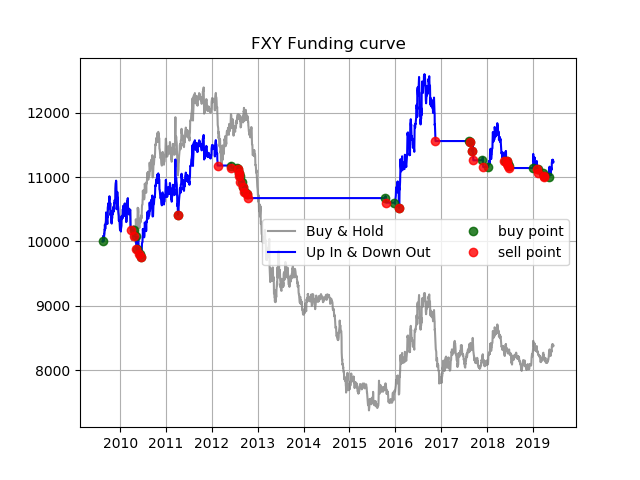 FXY Funding curve
12000
11000
10000
9000
8000
Buy & Hold
Up In & Down Out
buy point
sell point
2010 2011 2012 2013 2014 2015 2016 2017 2018 2019